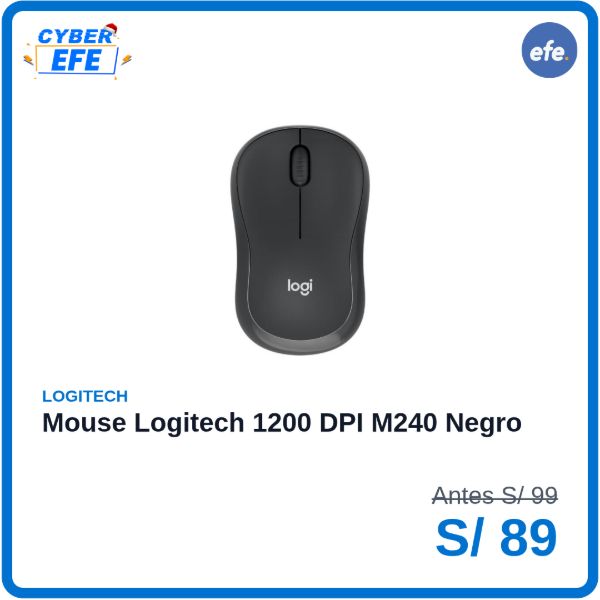 CYBER
EFE
efe.
logi
LOGITECH
Mouse Logitech 1200 DPI M240 Negro
Antes S/ 99
S/ 89